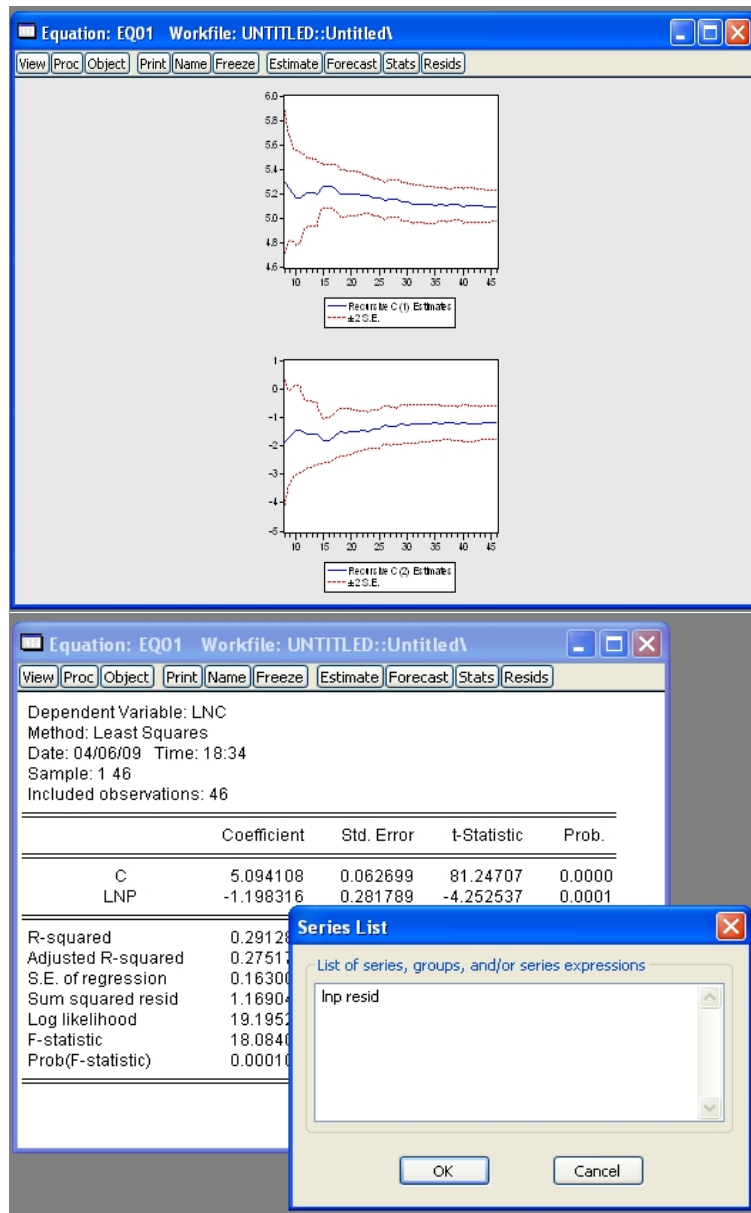 Equation: EQ01 Workfile: UNTITLED::Untitled\
View Proc Object Print Name Freeze Estimate Forecast Stats Resids
6.0
5.8
5.6
5.4
5.2
5.0
4.8
4.6
10 15 20 25 30 35 40 45
Recursive C(1) Estimates
± 2 S.E.
1
0
-1
-2
-3
-4
-5
10 15 20 25 30 35 40 45
Recursive C(2) Estimates
± 2 S.E.
Equation: EQ01 Workfile: UNTITLED::Untitled\
View Proc Object Print Name Freeze Estimate Forecast Stats Resids
Dependent Variable: LNC
Method: Least Squares
Date: 04/06/09 Time: 18:34
Sample: 1 46
Included observations: 46
Coefficient Std. Error t-Statistic Prob.
C 5.094108 0.062699 81.24707 0.0000
LNP -1.198316 0.281789 -4.252537 0.0001
R-squared 0.29128
Adjusted R-squared 0.27517
S.E. of regression 0.16300
Sum squared resid 1.16904
Log likelihood 19.1952
F-statistic 18.0840
Prob(F-statistic) 0.00010
Series List
List of series, groups, and/or series expressions
lnp resid
OK Cancel